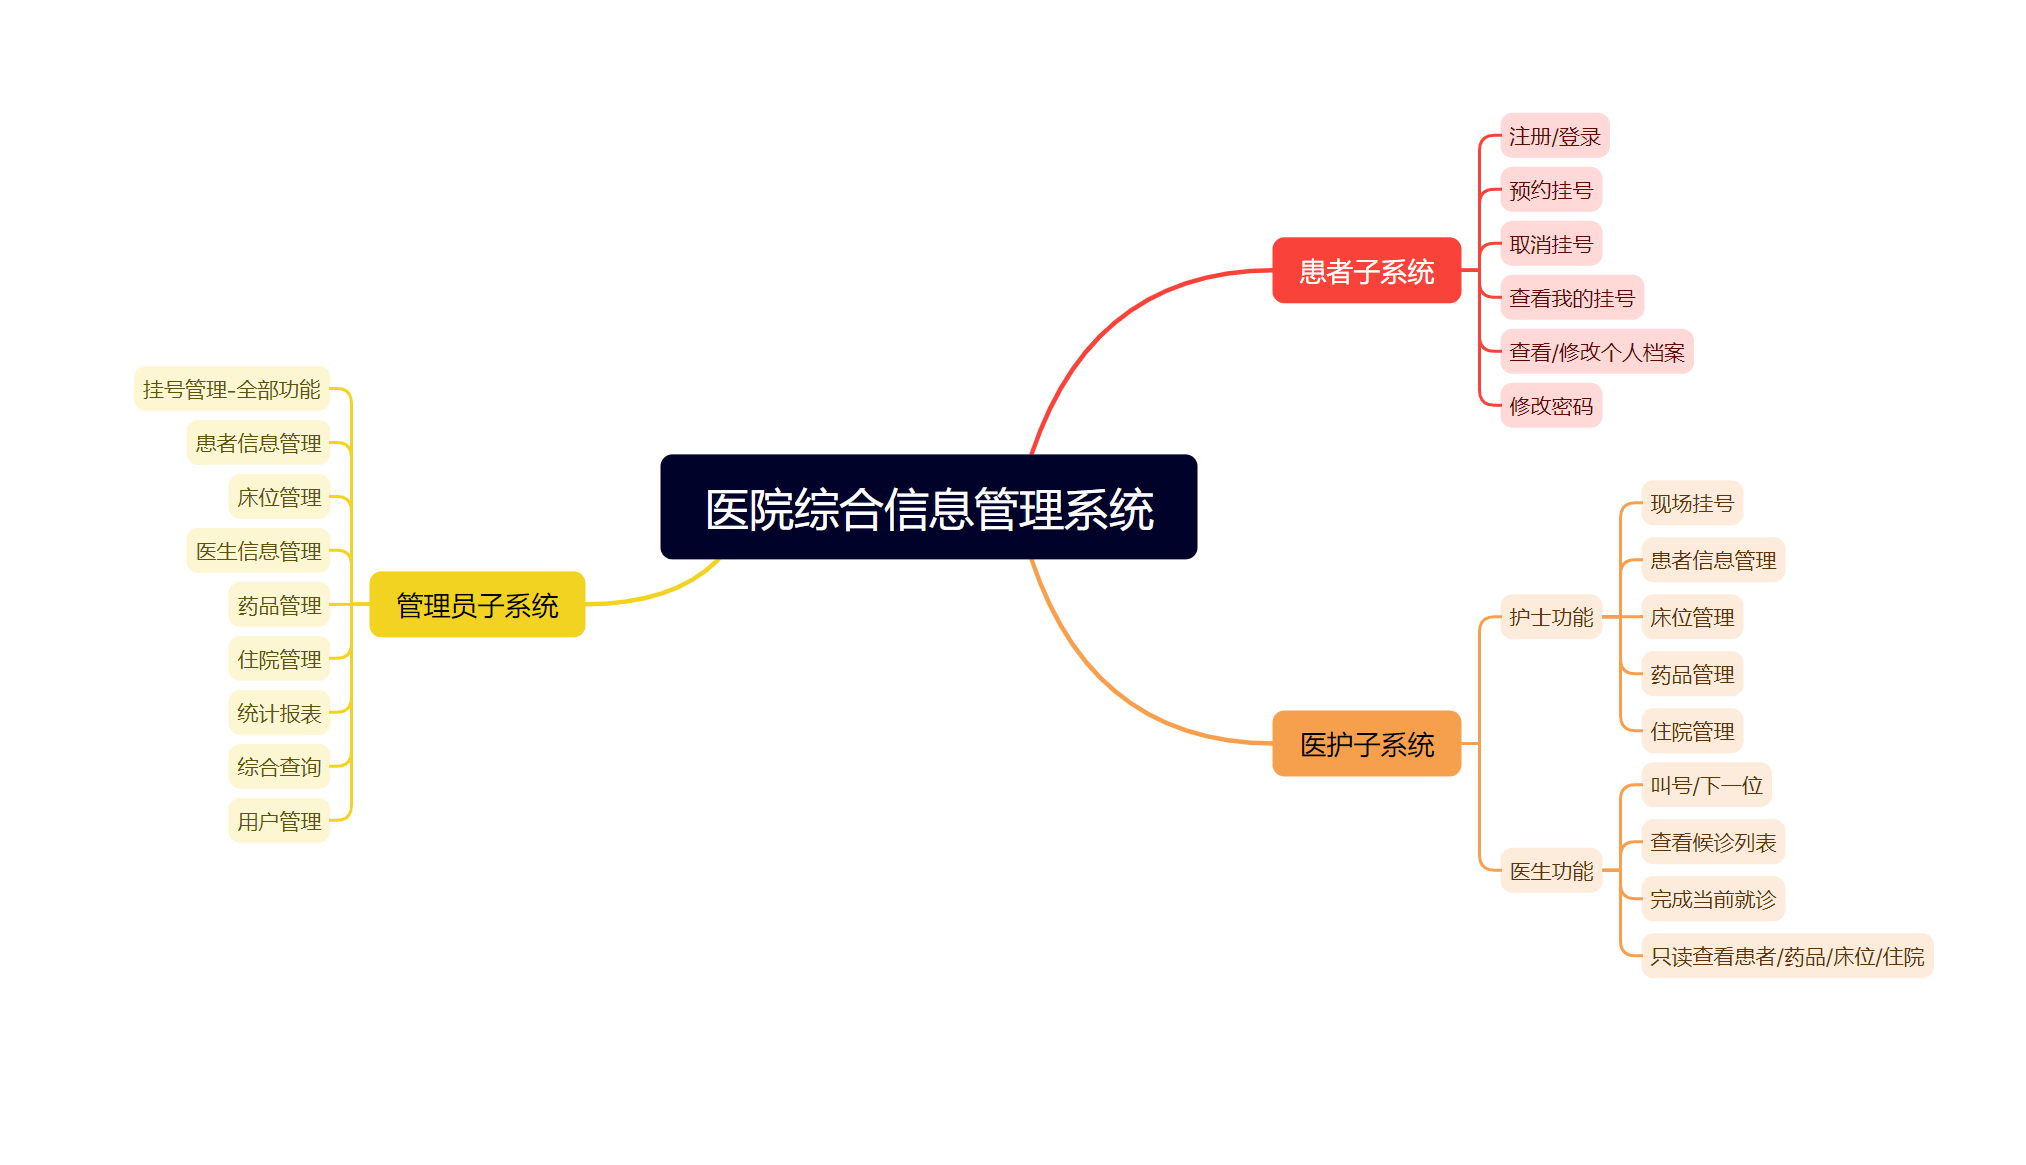 医院综合信息管理系统
患者子系统
注册/登录
预约挂号
取消挂号
查看我的挂号
查看/修改个人档案
修改密码
医护子系统
护士功能
现场挂号
患者信息管理
床位管理
药品管理
住院管理
医生功能
叫号/下一位
查看候诊列表
完成当前就诊
只读查看患者/药品/床位/住院
管理员子系统
挂号管理-全部功能
患者信息管理
床位管理
医生信息管理
药品管理
住院管理
统计报表
综合查询
用户管理